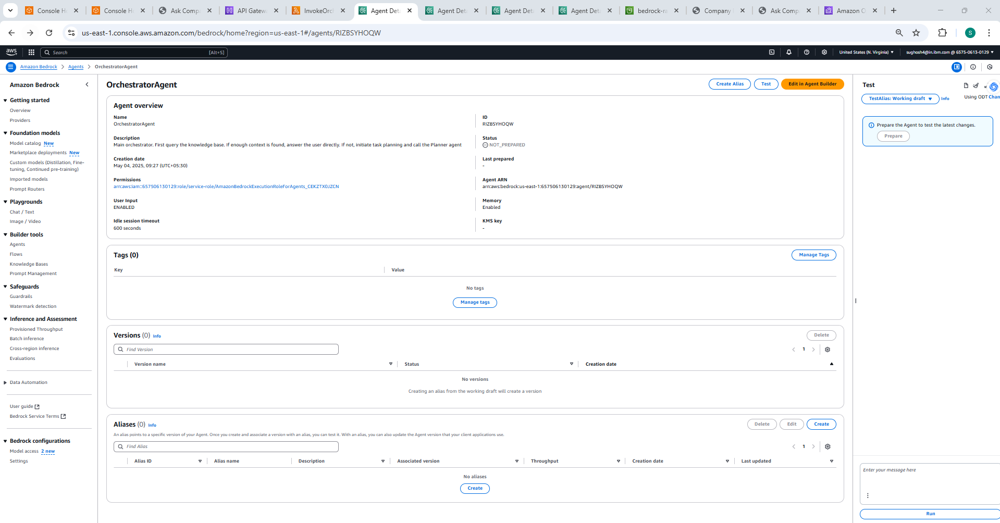 Console H
Console H
Ask Comp
API Gatew
InvokeOrc
Agent Det
Agent Det
Agent Det
Agent Det
bedrock-ra
Company
Ask Comp
Amazon O
us-east-1.console.aws.amazon.com/bedrock/home?region=us-east-1#/agents/RIZBSYHOQW
S
aws
Search
[Alt+S]
United States (N. Virginia)
sughosh4@in.ibm.com @ 6575-0613-0129
Amazon Bedrock
Agents
OrchestratorAgent
Amazon Bedrock
Getting started
Overview
Providers
Foundation models
Model catalog New
Marketplace deployments New
Custom models (Distillation, Fine-
tuning, Continued pre-training)
Imported models
Prompt Routers
Playgrounds
Chat / Text
Image / Video
Builder tools
Agents
Flows
Knowledge Bases
Prompt Management
Safeguards
Guardrails
Watermark detection
Inference and Assessment
Provisioned Throughput
Batch inference
Cross-region inference
Evaluations
Data Automation
User guide
Bedrock Service Terms
Bedrock configurations
Model access 2 new
Settings
OrchestratorAgent
Create Alias
Test
Edit in Agent Builder
Agent overview
Name
OrchestratorAgent
ID
RIZBSYHOQW
Description
Main orchestrator. First query the knowledge base. If enough context is found, answer the user directly. If not, initiate task planning and call the Planner agent
Status
NOT_PREPARED
Creation date
May 04, 2025, 09:27 (UTC+05:30)
Last prepared
-
Permissions
arn:aws:iam::657506130129:role/service-role/AmazonBedrockExecutionRoleForAgents_CEKZTX0JZCN
Agent ARN
arn:aws:bedrock:us-east-1:657506130129:agent/RIZBSYHOQW
User Input
ENABLED
Memory
Enabled
Idle session timeout
600 seconds
KMS key
-
Tags (0)
Manage Tags
Key
Value
No tags
Manage tags
Versions (0) Info
Delete
Find Version
1
Version name
Status
Creation date
No versions
Creating an alias from the working draft will create a version
Aliases (0) Info
Delete
Edit
Create
An alias points to a specific version of your Agent. Once you create and associate a version with an alias, you can test it. With an alias, you can also update the Agent version that your client applications use.
Find Alias
1
Alias ID
Alias name
Description
Associated version
Throughput
Creation date
Last updated
No aliases
Create
Test
TestAlias: Working draft
Info
Using ODT Chan
Prepare the Agent to test the latest changes.
Prepare
Enter your message here
Run